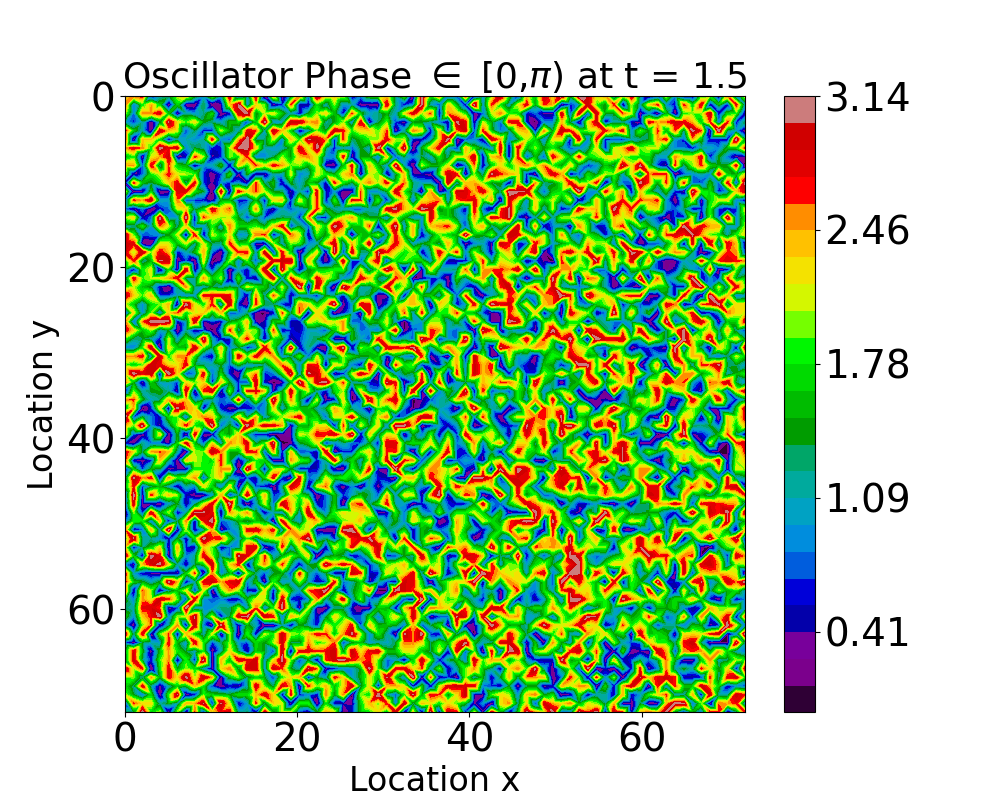 Oscillator Phase ∈ [0,π) at t = 1.5
0
20
40
60
Location y
0 20 40 60
Location x
3.14
2.46
1.78
1.09
0.41